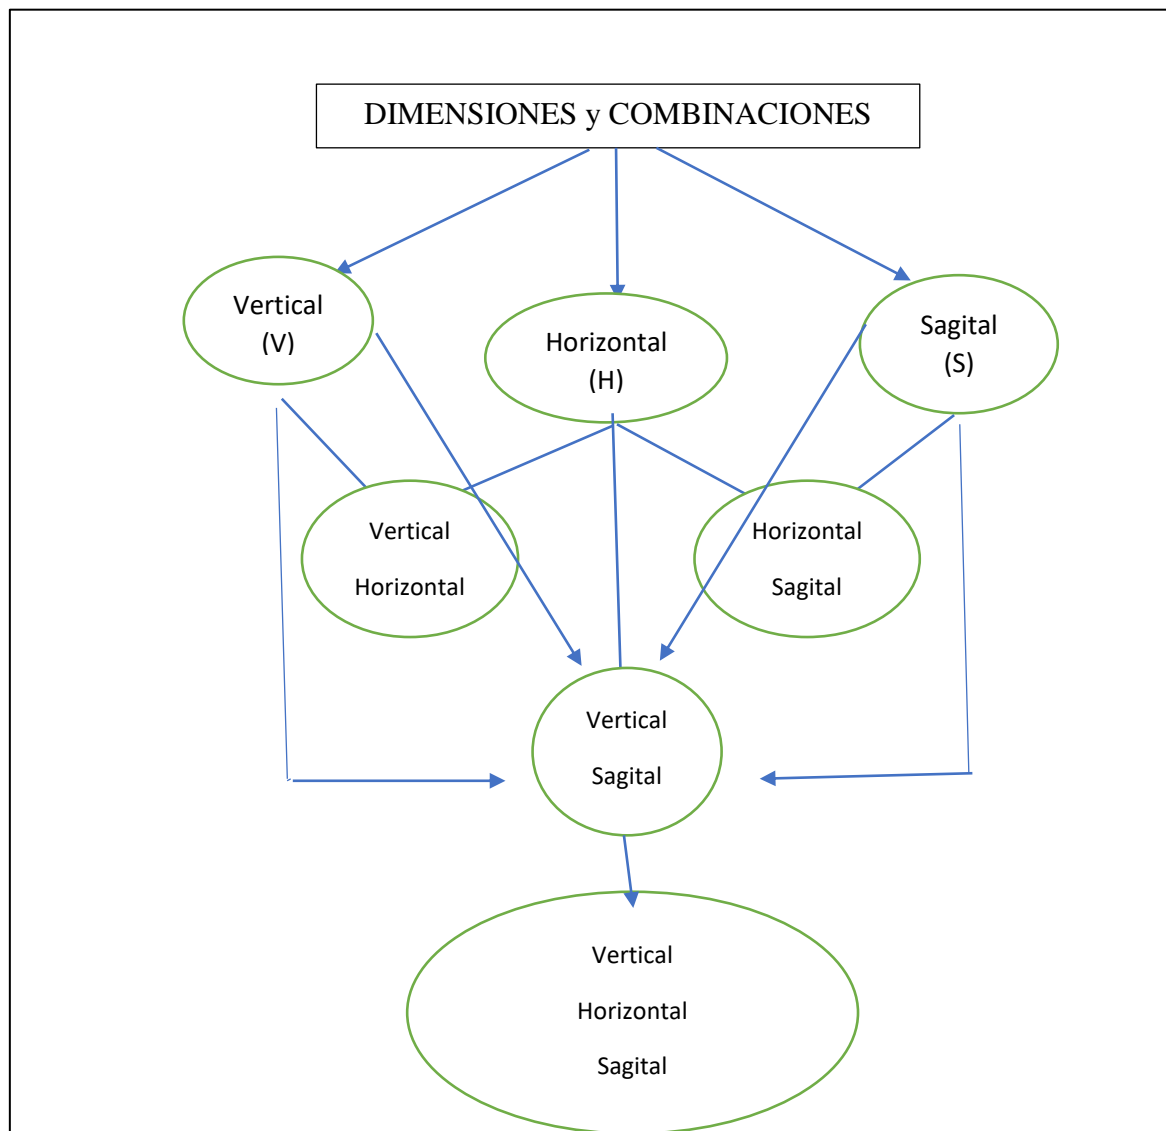 DIMENSIONES y COMBINACIONES
Vertical
(V)
Horizontal
(H)
Sagital
(S)
Vertical
Horizontal
Horizontal
Sagital
Vertical
Sagital
Vertical
Horizontal
Sagital